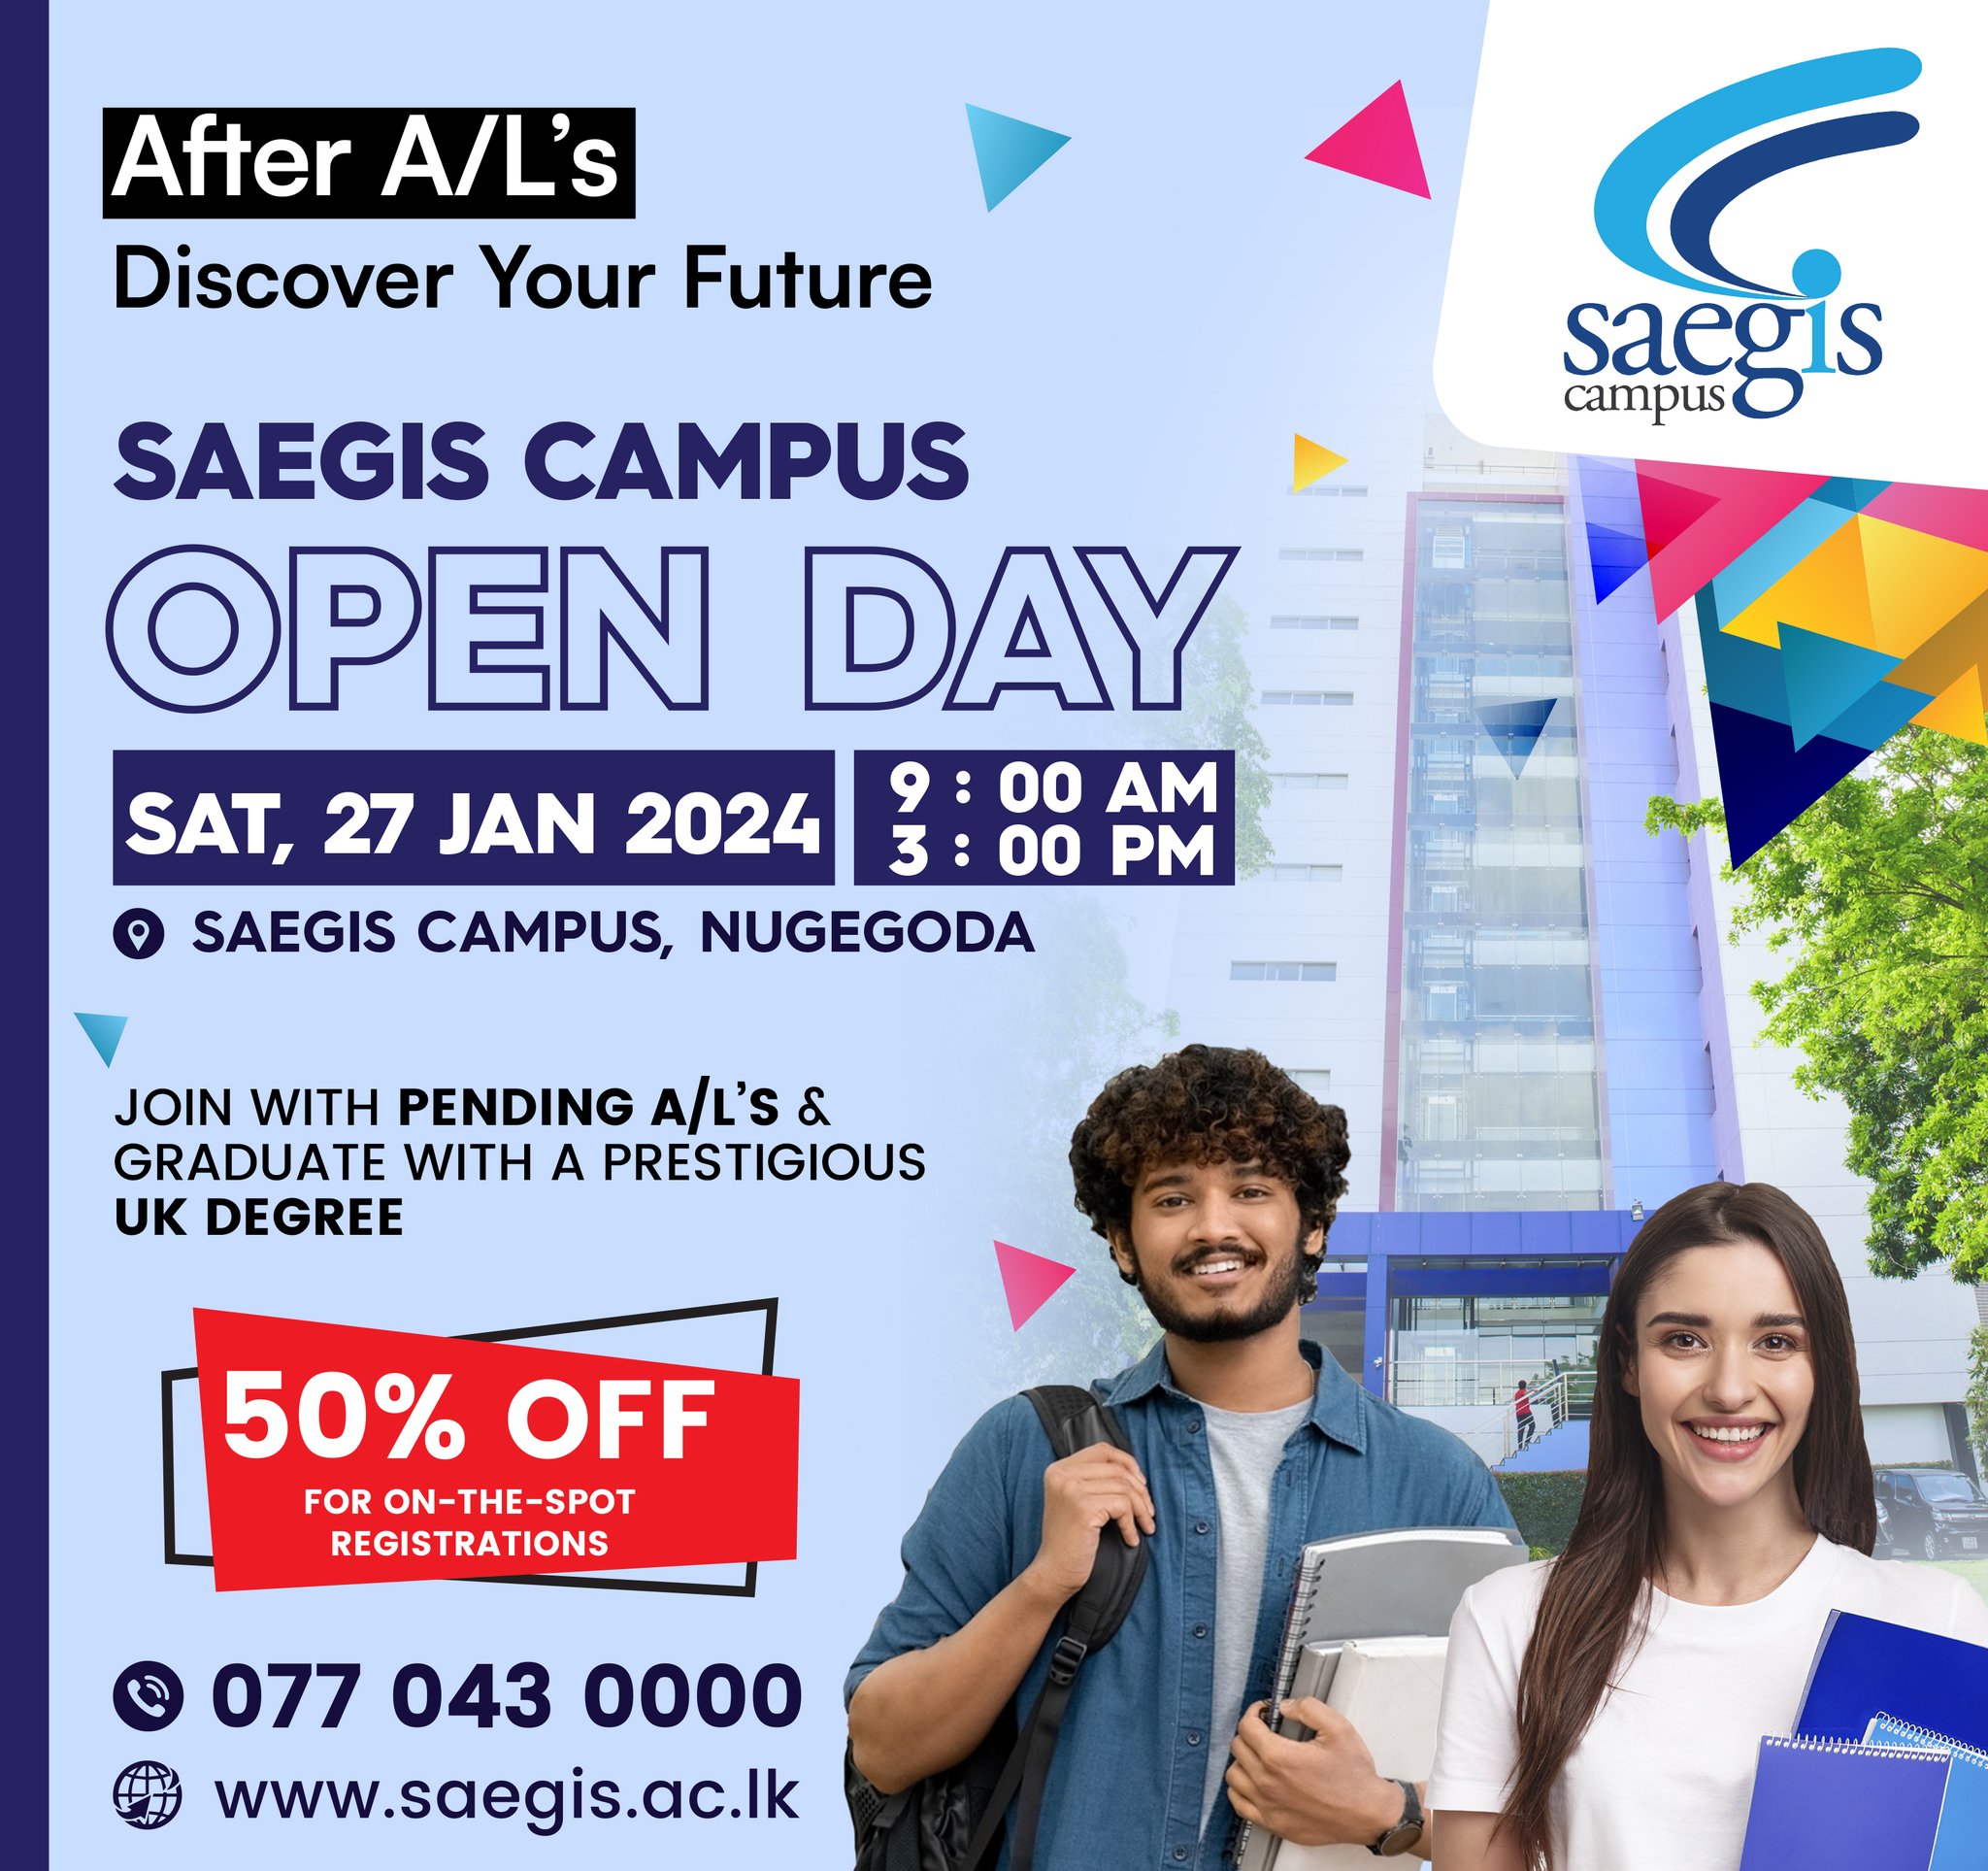 After A/L's
Discover Your Future
saegis
campus
SAEGIS CAMPUS
OPEN DAY
SAT, 27 JAN 2024
9 : 00 AM
3 : 00 PM
SAEGIS CAMPUS, NUGEGODA
JOIN WITH PENDING A/L'S &
GRADUATE WITH A PRESTIGIOUS
UK DEGREE
50% OFF
FOR ON-THE-SPOT
REGISTRATIONS
077 043 0000
www.saegis.ac.lk